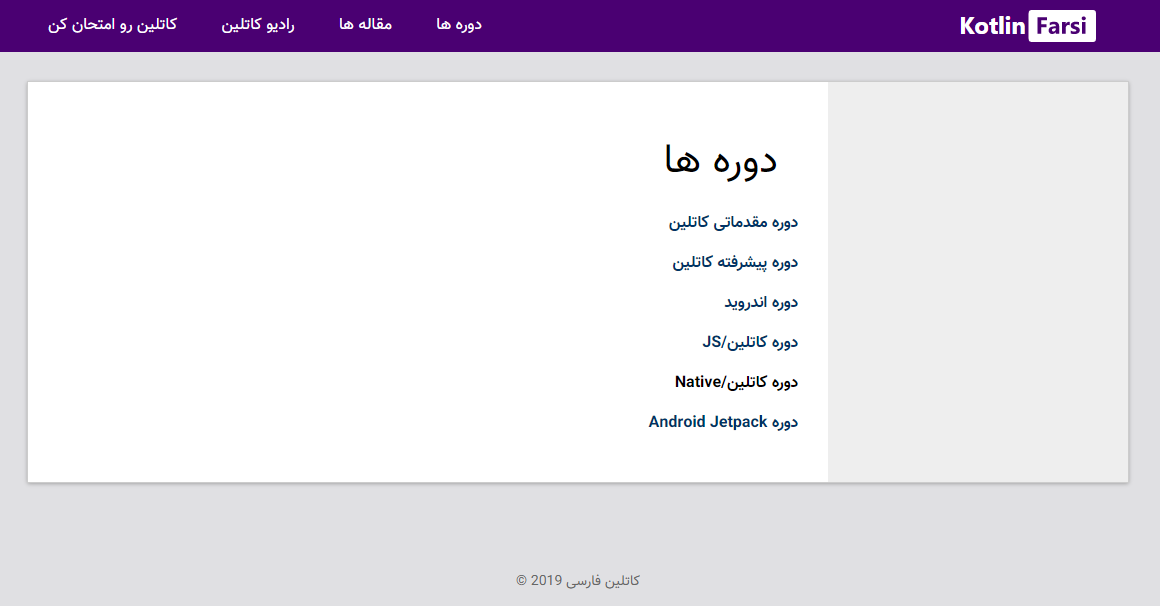 Kotlin Farsi
دوره ها
مقاله ها
رادیو کاتلین
کاتلین رو امتحان کن
دوره ها
دوره مقدماتی کاتلین
دوره پیشرفته کاتلین
دوره اندروید
دوره کاتلین/JS
دوره کاتلین/Native
دوره Android Jetpack
کاتلین فارسی 2019 ©